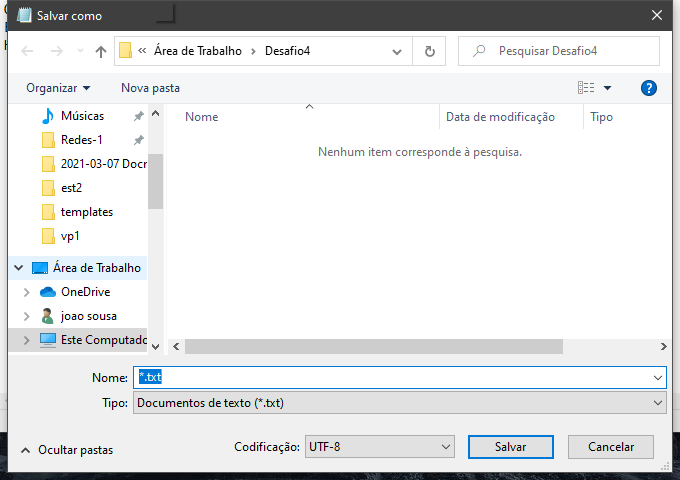 Salvar como
Área de Trabalho
Desafio4
Pesquisar Desafio4
Organizar
Nova pasta
Músicas
Redes-1
2021-03-07 Docr
est2
templates
vp1
Área de Trabalho
OneDrive
joao sousa
Este Computado
Nome
Data de modificação
Tipo
Nenhum item corresponde à pesquisa.
Nome: *.txt
Tipo: Documentos de texto (*.txt)
Ocultar pastas
Codificação: UTF-8
Salvar
Cancelar